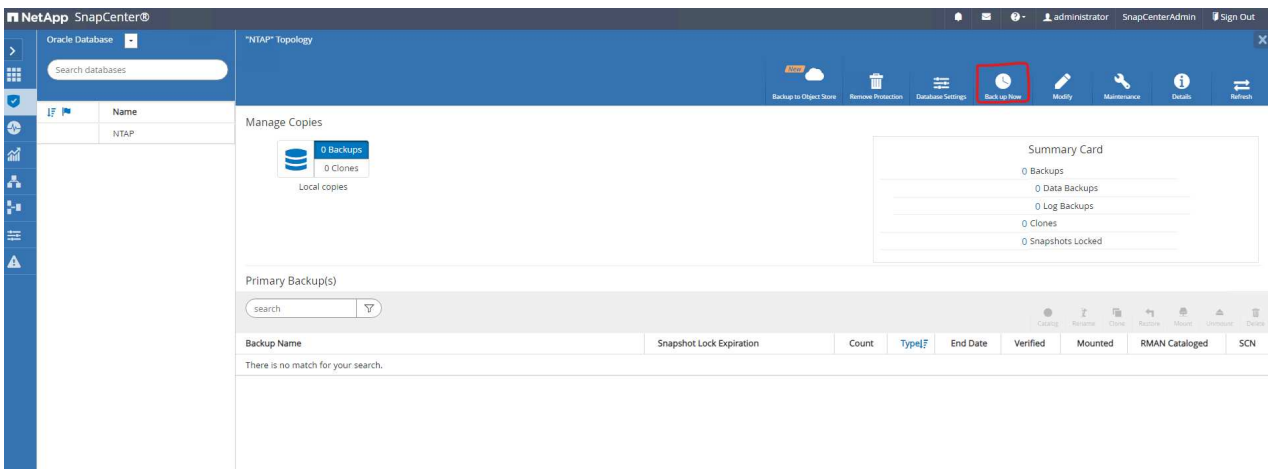 NetApp SnapCenter®
administrator SnapCenterAdmin Sign Out
Oracle Database
Search databases
Name
NTAP
"NTAP" Topology
New
Backup to Object Store Remove Protection Database Settings Back up Now Modify Maintenance Details Refresh
Manage Copies
0 Backups
0 Clones
Local copies
Summary Card
0 Backups
0 Data Backups
0 Log Backups
0 Clones
0 Snapshots Locked
Primary Backup(s)
search
Catalog Rename Clone Restore Mount Unmount Delete
Backup Name Snapshot Lock Expiration Count Type End Date Verified Mounted RMAN Cataloged SCN
There is no match for your search.